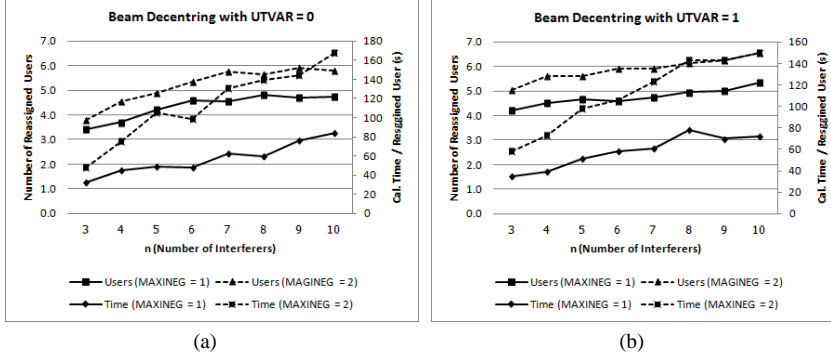 Beam Decentring with UTVAR = 0
Number of Reassigned Users
7.0
6.0
5.0
4.0
3.0
2.0
1.0
0.0
180
160
140
120
100
80
60
40
20
0
Cal. Time / Resggined User (s)
3 4 5 6 7 8 9 10
n (Number of Interferers)
Users (MAXINEG = 1) Users (MAGINEG = 2)
Time (MAXINEG = 1) Time (MAXINEG = 2)
(a)
Beam Decentring with UTVAR = 1
Number of Reassigned Users
7.0
6.0
5.0
4.0
3.0
2.0
1.0
0.0
160
140
120
100
80
60
40
20
0
Cal. Time / Resggined User (s)
3 4 5 6 7 8 9 10
n (Number of Interferers)
Users (MAXINEG = 1) Users (MAXINEG = 2)
Time (MAXINEG = 1) Time (MAXINEG = 2)
(b)